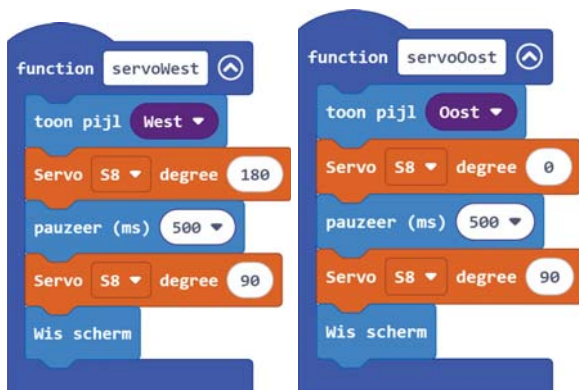 function servoWest
toon pijl West
Servo S8 degree 180
pauzeer (ms) 500
Servo S8 degree 90
Wis scherm
function servoOost
toon pijl Oost
Servo S8 degree 0
pauzeer (ms) 500
Servo S8 degree 90
Wis scherm